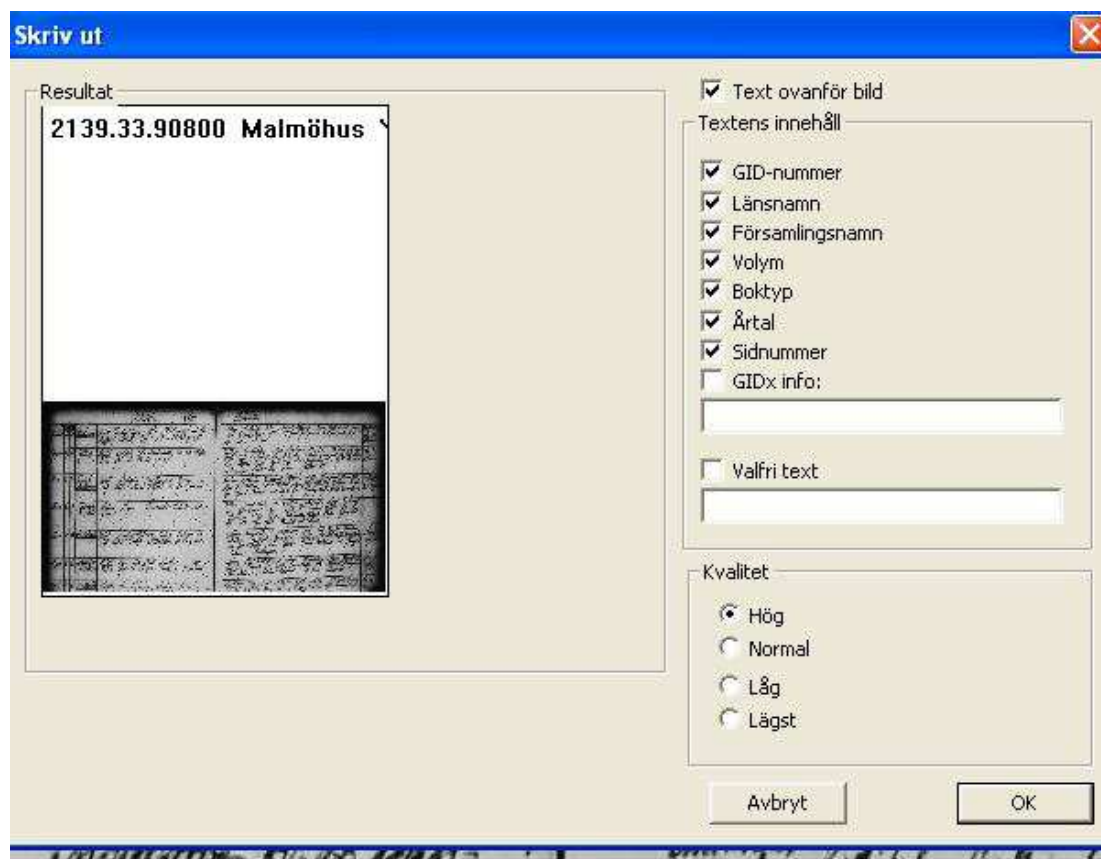 Skriv ut
Resultat
2139.33.90800 Malmöhus
Text ovanför bild
Textens innehåll
GID-nummer
Länsnamn
Församlingsnamn
Volym
Boktyp
Årtal
Sidnummer
GIDx info:
Valfri text
Kvalitet
Hög
Normal
Låg
Lägst
Avbryt
OK